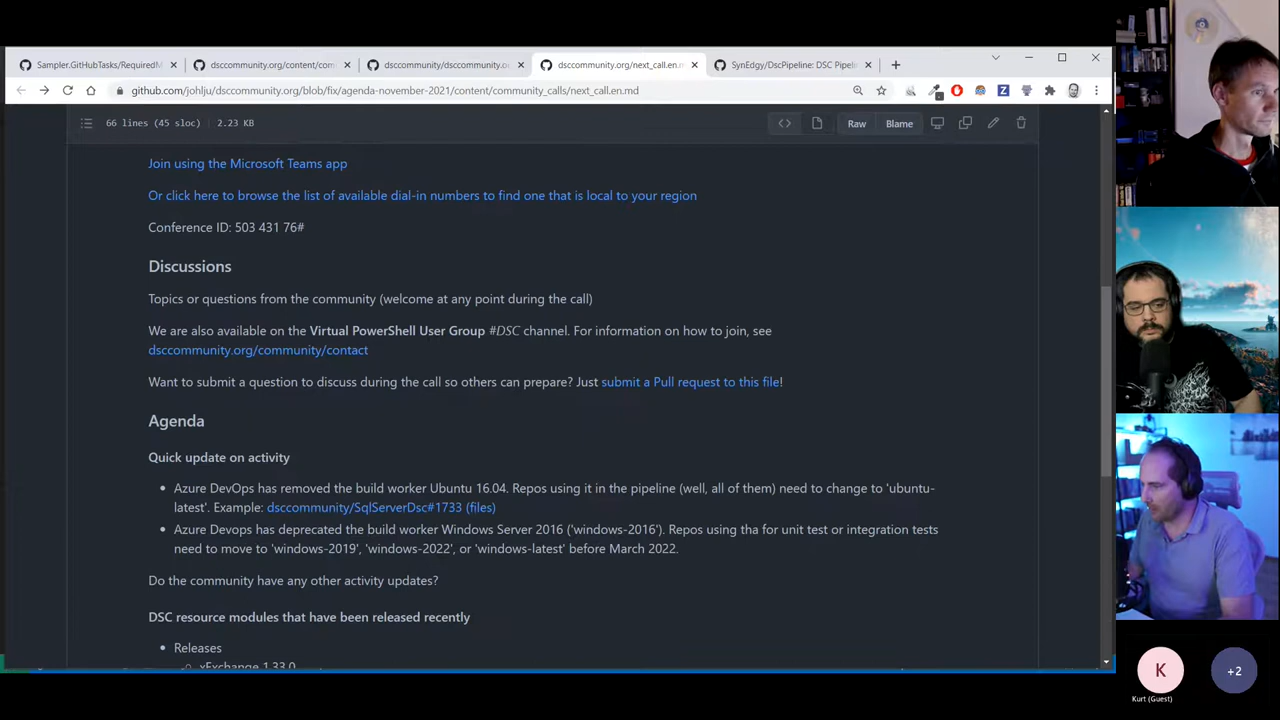 Sampler.GitHubTasks/RequiredM
dsccommunity.org/content/comm
dsccommunity/dsccommunity.o
dsccommunity.org/next_call.en.m
SynEdgy/DscPipeline: DSC Pipeli
github.com/johlju/dsccommunity.org/blob/fix/agenda-november-2021/content/community_calls/next_call.en.md
66 lines (45 sloc) | 2.23 KB
Raw
Blame
Join using the Microsoft Teams app
Or click here to browse the list of available dial-in numbers to find one that is local to your region
Conference ID: 503 431 76#
Discussions
Topics or questions from the community (welcome at any point during the call)
We are also available on the Virtual PowerShell User Group #DSC channel. For information on how to join, see
dsccommunity.org/community/contact
Want to submit a question to discuss during the call so others can prepare? Just submit a Pull request to this file!
Agenda
Quick update on activity
Azure DevOps has removed the build worker Ubuntu 16.04. Repos using it in the pipeline (well, all of them) need to change to 'ubuntu-
latest'. Example: dsccommunity/SqlServerDsc#1733 (files)
Azure Devops has deprecated the build worker Windows Server 2016 ('windows-2016'). Repos using tha for unit test or integration tests
need to move to 'windows-2019', 'windows-2022', or 'windows-latest' before March 2022.
Do the community have any other activity updates?
DSC resource modules that have been released recently
Releases
xExchange 1.33.0
K
+2
Kurt (Guest)